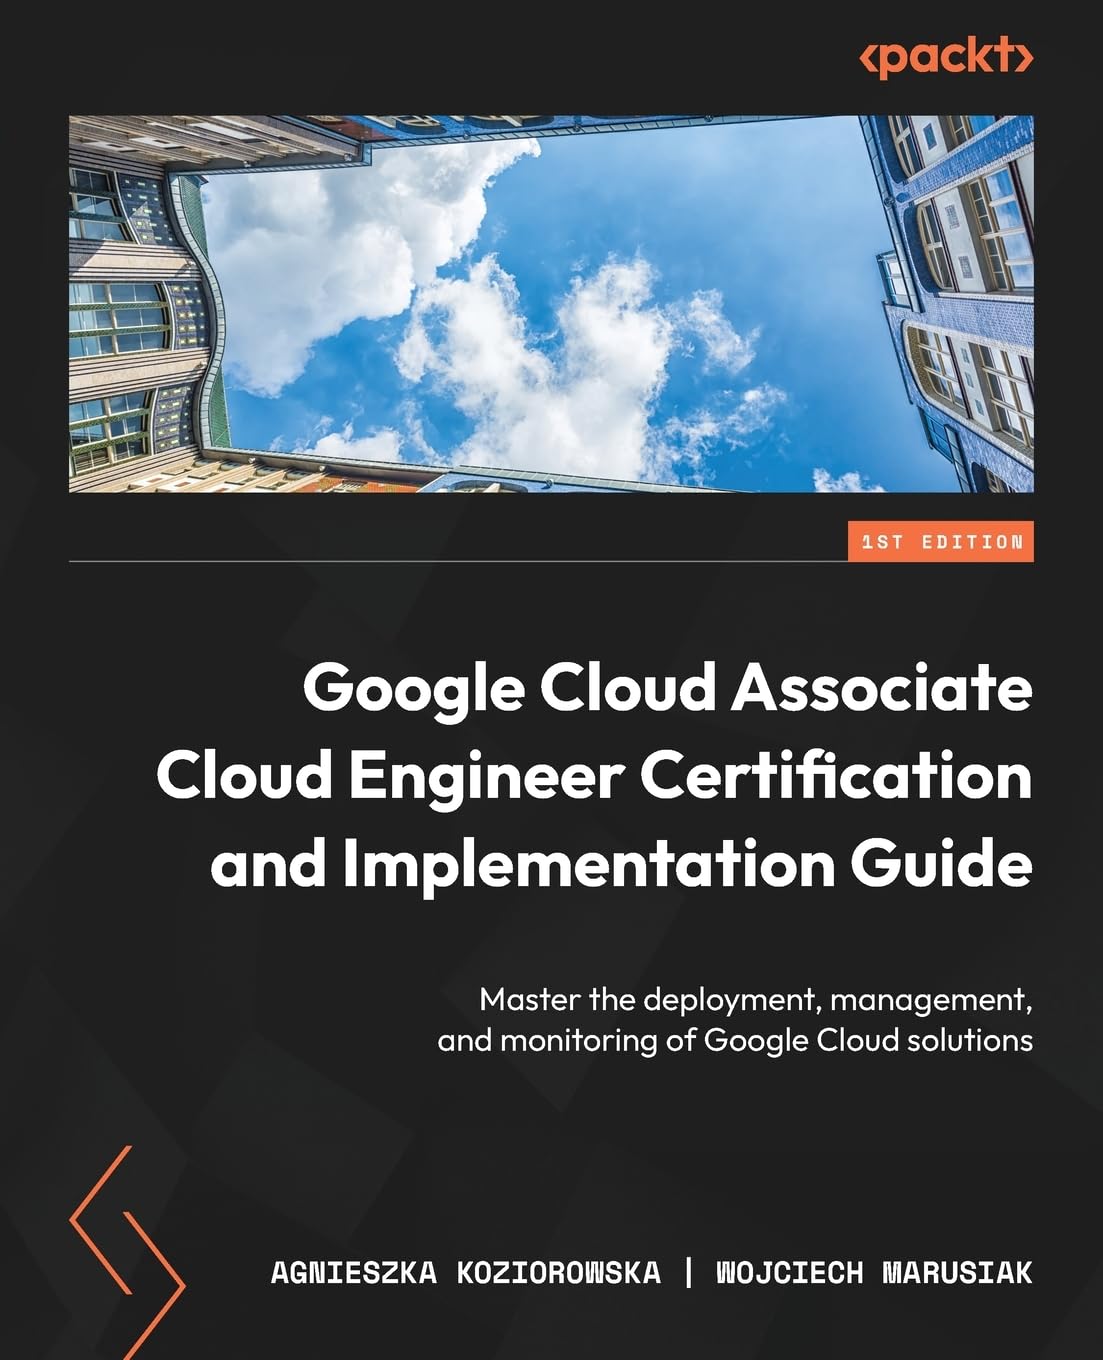 <packt>
1ST EDITION
Google Cloud Associate
Cloud Engineer Certification
and Implementation Guide
Master the deployment, management,
and monitoring of Google Cloud solutions
AGNIESZKA KOZIOROWSKA | WOJCIECH MARUSIAK